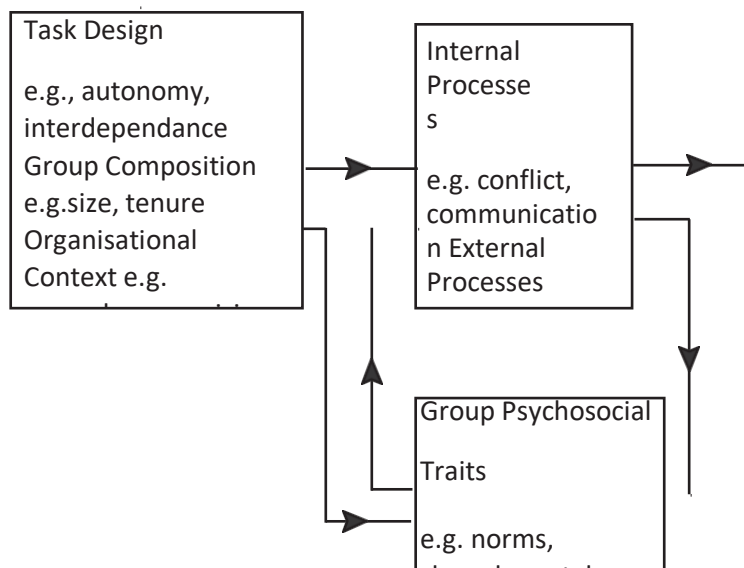 Task Design
e.g., autonomy,
interdependance
Group Composition
e.g.size, tenure
Organisational
Context e.g.
Internal
Processe
s
e.g. conflict,
communicatio
n External
Processes
Group Psychosocial
Traits
e.g. norms,